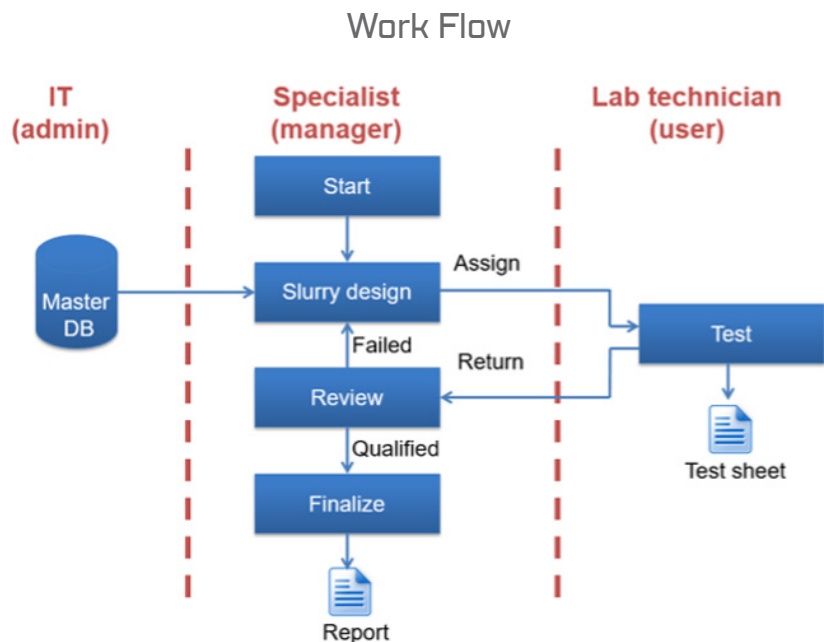 Work Flow
IT
(admin)
Specialist
(manager)
Lab technician
(user)
Start
Master
DB
Slurry design
Assign
Test
Failed
Return
Review
Qualified
Test sheet
Finalize
Report